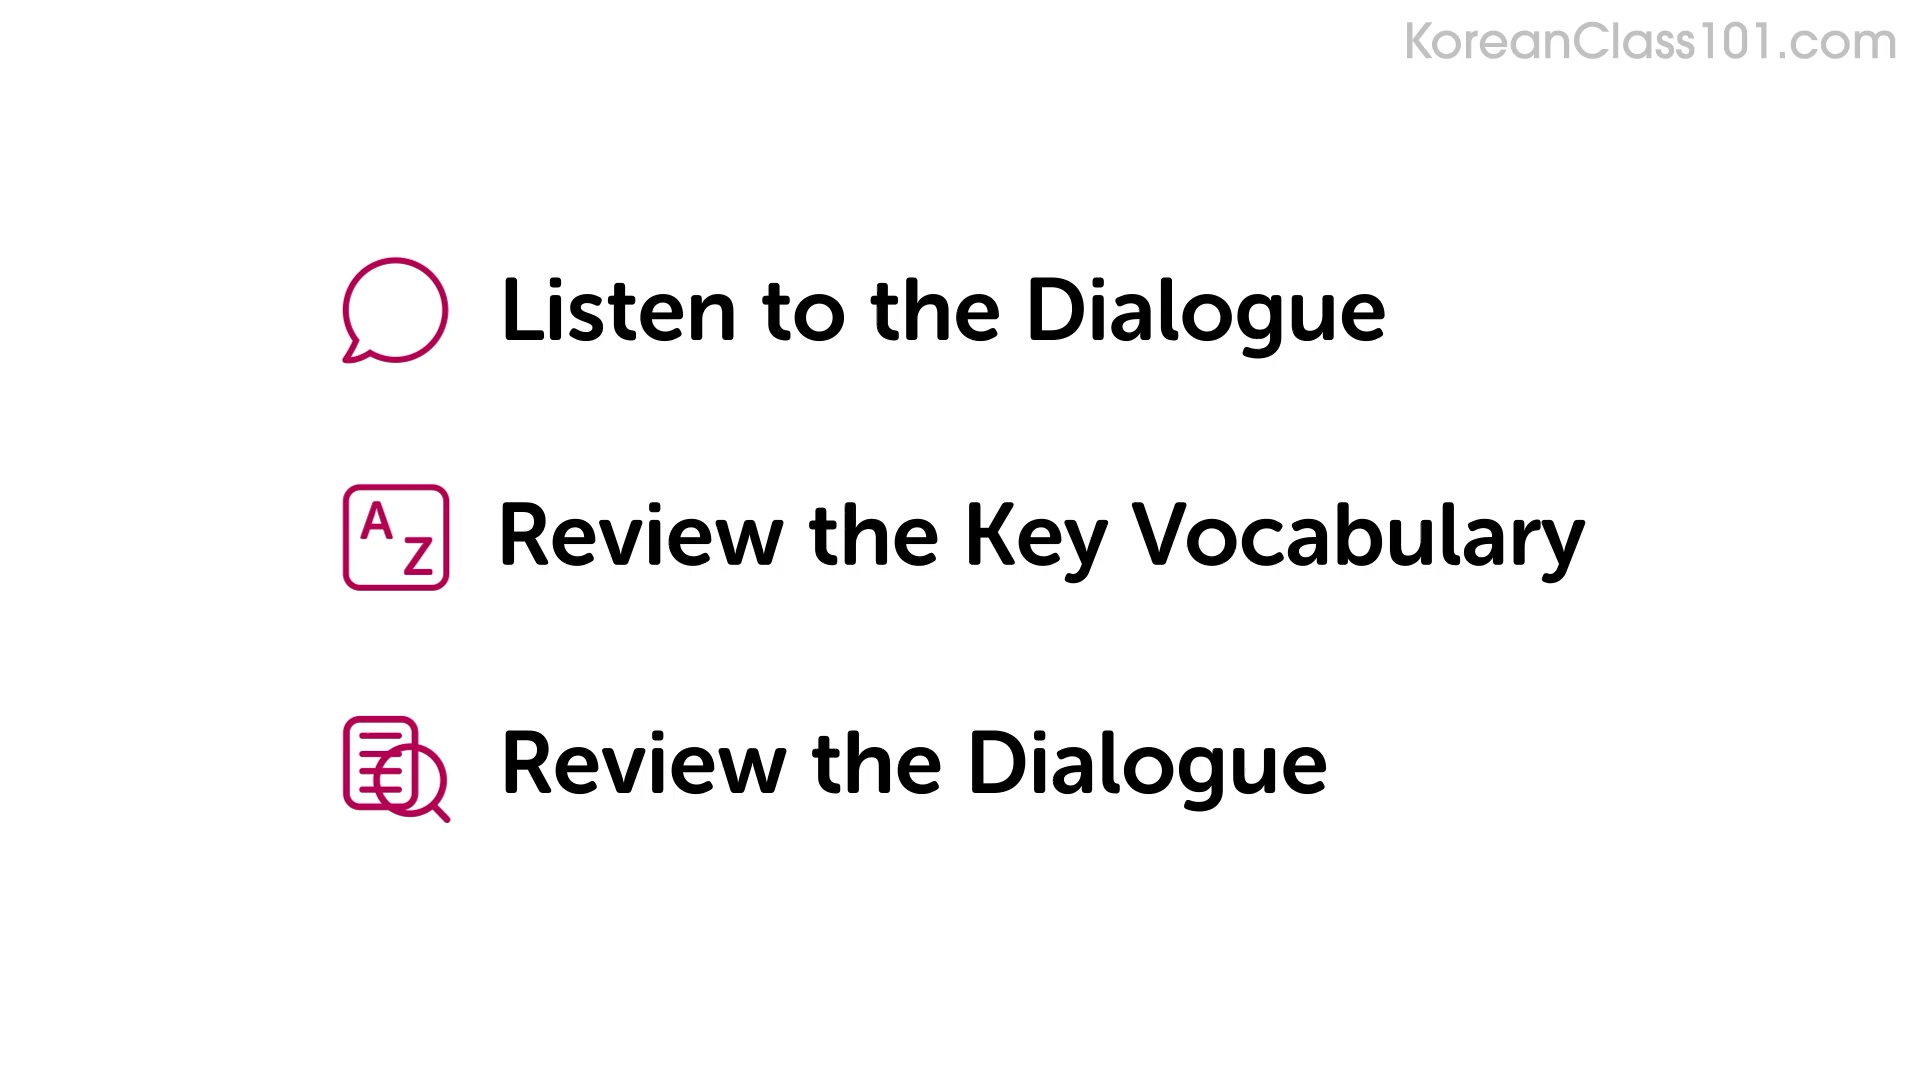 KoreanClass101.com
Listen to the Dialogue
A
Z
Review the Key Vocabulary
Review the Dialogue